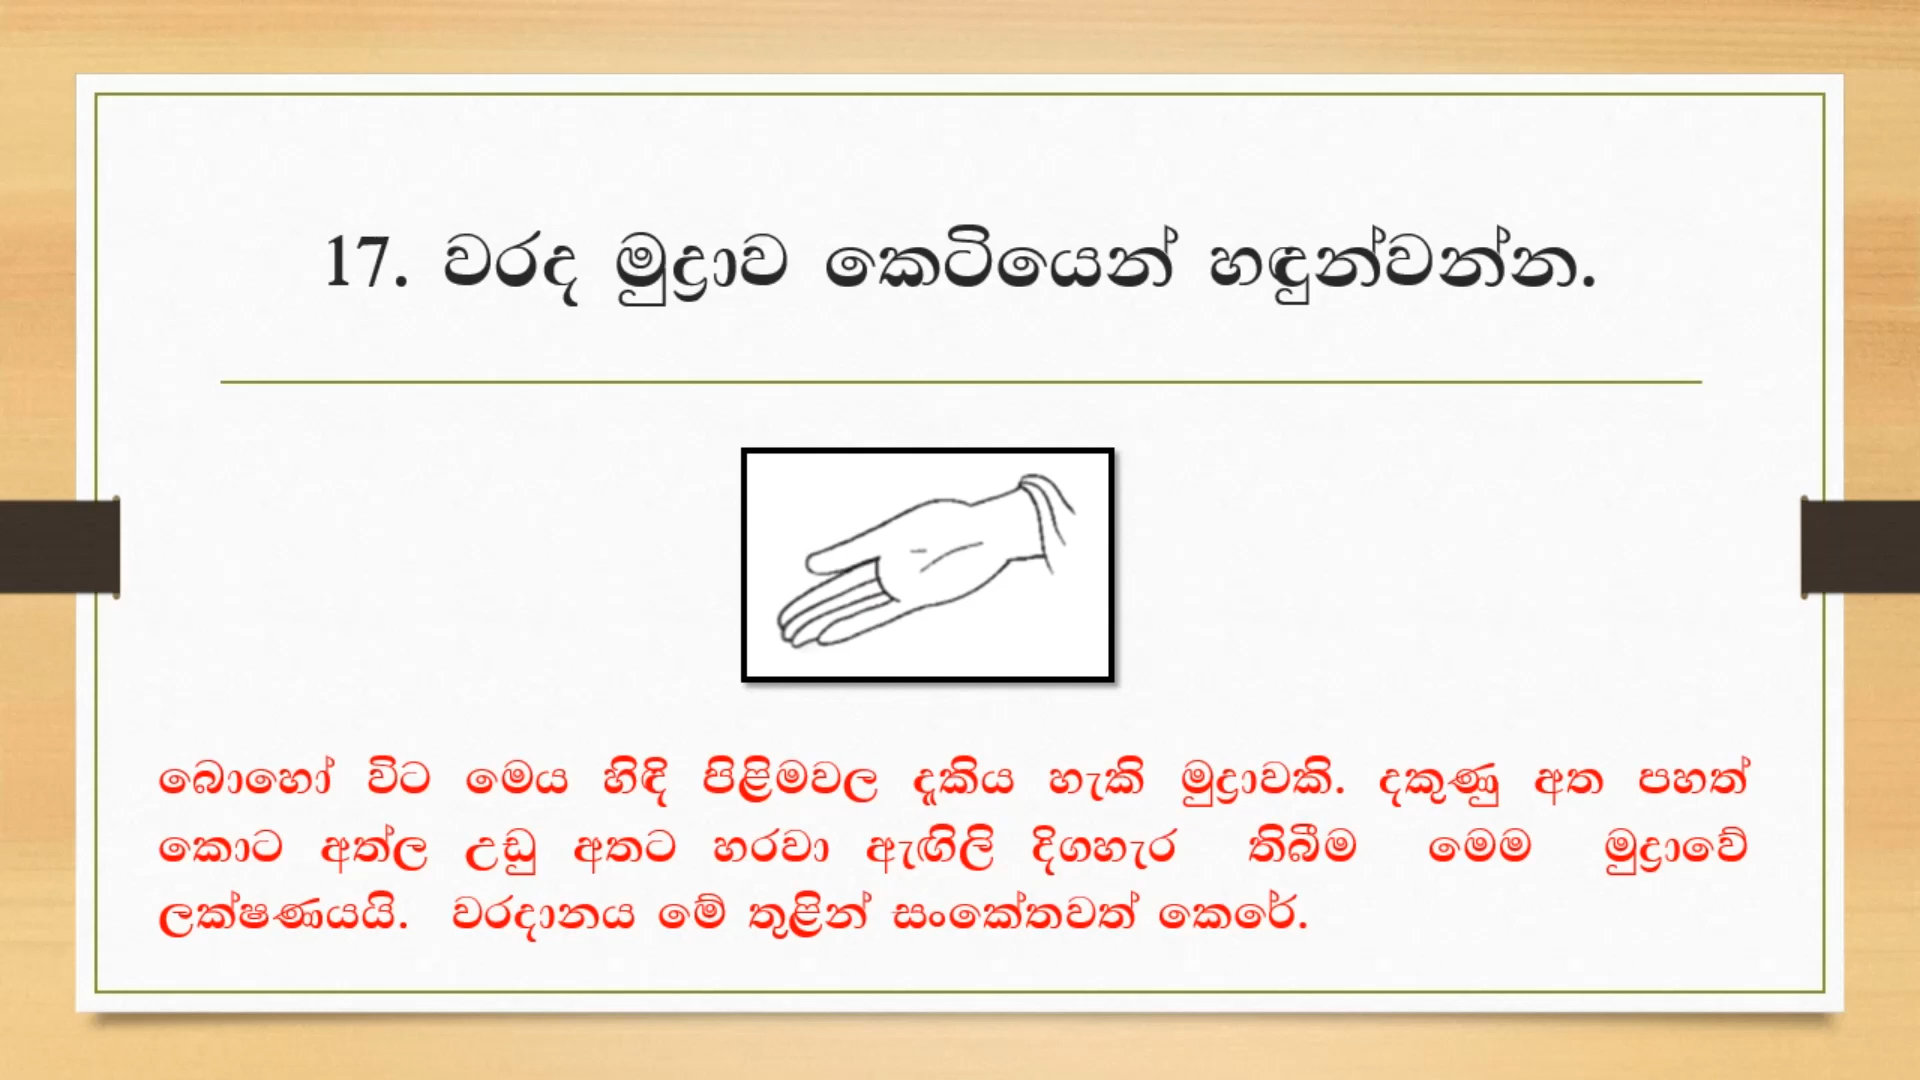 17. වරද මුද්‍රාව කෙටියෙන් හඳුන්වන්න.
බොහෝ විට මෙය හිඳි පිළිමවල දැකිය හැකි මුද්‍රාවකි. දකුණු අත පහත්
කොට අත්ල උඩු අතට හරවා ඇඟිලි දිගහැර තිබීම මෙම මුද්‍රාවේ
ලක්ෂණයයි. වරදානය මේ තුළින් සංකේතවත් කෙරේ.